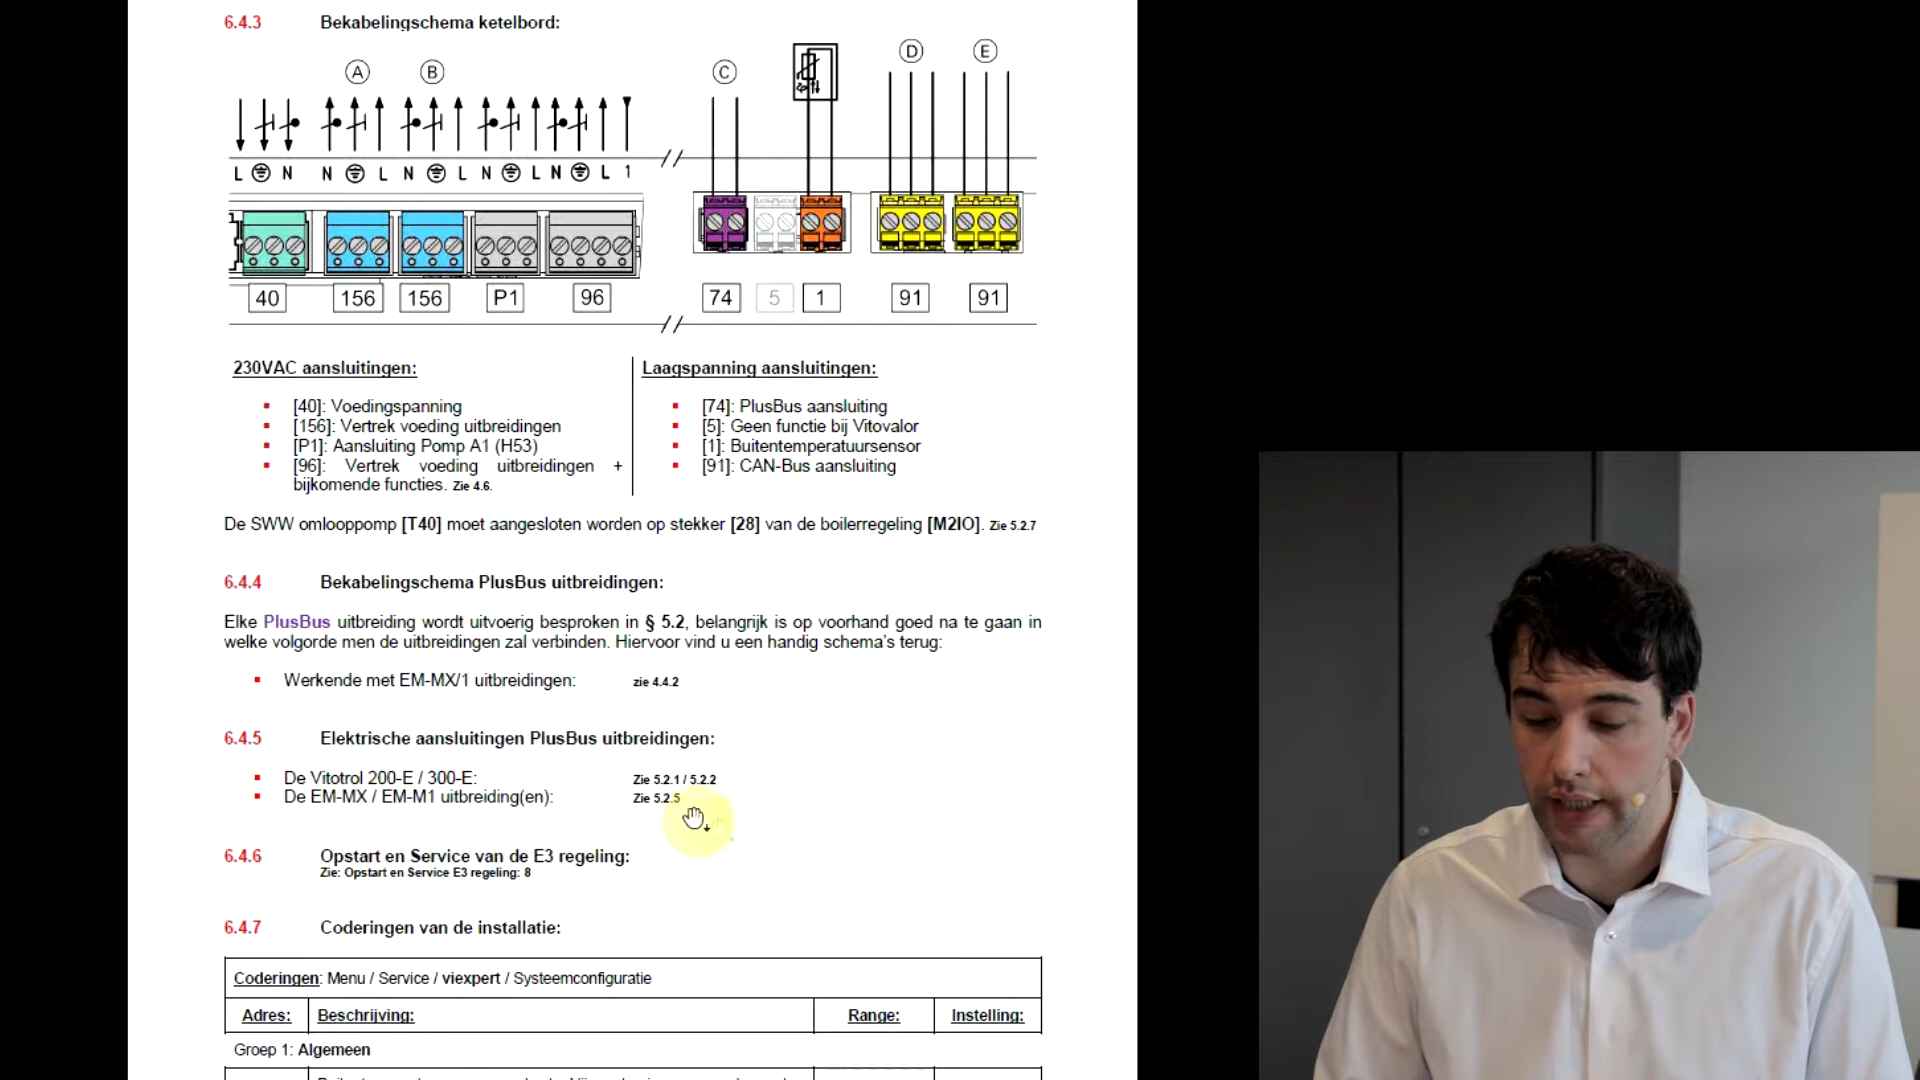 6.4.3 Bekabelingschema ketelbord:
A B C D E
L N N L N L N L N L 1
40 156 156 P1 96 74 5 1 91 91
230VAC aansluitingen:
[40]: Voedingspanning
[156]: Vertrek voeding uitbreidingen
[P1]: Aansluiting Pomp A1 (H53)
[96]: Vertrek voeding uitbreidingen +
bijkomende functies. Zie 4.6.
Laagspanning aansluitingen:
[74]: PlusBus aansluiting
[5]: Geen functie bij Vitovalor
[1]: Buitentemperatuursensor
[91]: CAN-Bus aansluiting
De SWW omlooppomp [T40] moet aangesloten worden op stekker [28] van de boilerregeling [M2IO]. Zie 5.2.7
6.4.4 Bekabelingschema PlusBus uitbreidingen:
Elke PlusBus uitbreiding wordt uitvoerig besproken in § 5.2, belangrijk is op voorhand goed na te gaan in
welke volgorde men de uitbreidingen zal verbinden. Hiervoor vind u een handig schema's terug:
Werkende met EM-MX/1 uitbreidingen: zie 4.4.2
6.4.5 Elektrische aansluitingen PlusBus uitbreidingen:
De Vitotrol 200-E / 300-E: Zie 5.2.1 / 5.2.2
De EM-MX / EM-M1 uitbreiding(en): Zie 5.2.5
6.4.6 Opstart en Service van de E3 regeling:
Zie: Opstart en Service E3 regeling: 8
6.4.7 Coderingen van de installatie:
Coderingen: Menu / Service / viexpert / Systeemconfiguratie
Adres: Beschrijving: Range: Instelling:
Groep 1: Algemeen